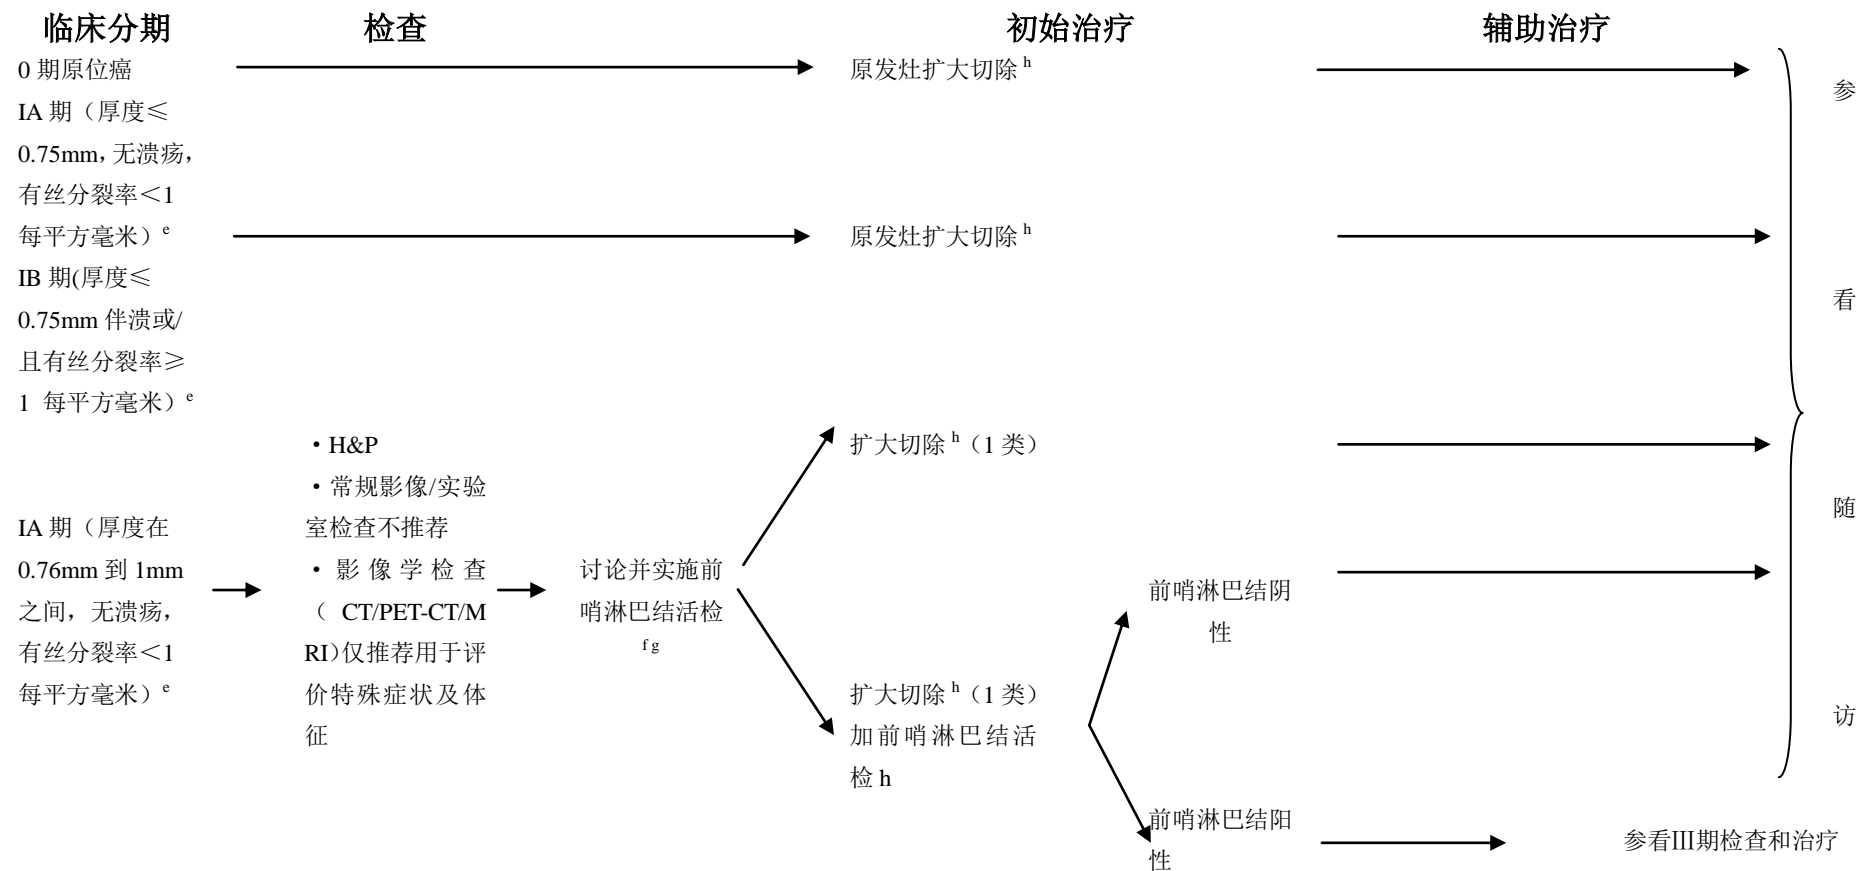 临床分期
检查
初始治疗
辅助治疗
0 期原位癌
IA 期（厚度≤
0.75mm，无溃疡，
有丝分裂率＜1
每平方毫米）e
IB 期(厚度≤
0.75mm 伴溃或/
且有丝分裂率≥
1 每平方毫米）e
IA 期（厚度在
0.76mm 到 1mm
之间，无溃疡，
有丝分裂率＜1
每平方毫米）e
・H&P
・常规影像/实验
室检查不推荐
・影像学检查
（ CT/PET-CT/M
RI)仅推荐用于评
价特殊症状及体
征
讨论并实施前
哨淋巴结活检
f g
原发灶扩大切除 h
原发灶扩大切除 h
扩大切除 h（1 类）
扩大切除 h（1 类）
加前哨淋巴结活
检 h
前哨淋巴结阴
性
前哨淋巴结阳
性
参看Ⅲ期检查和治疗
参
看
随
访